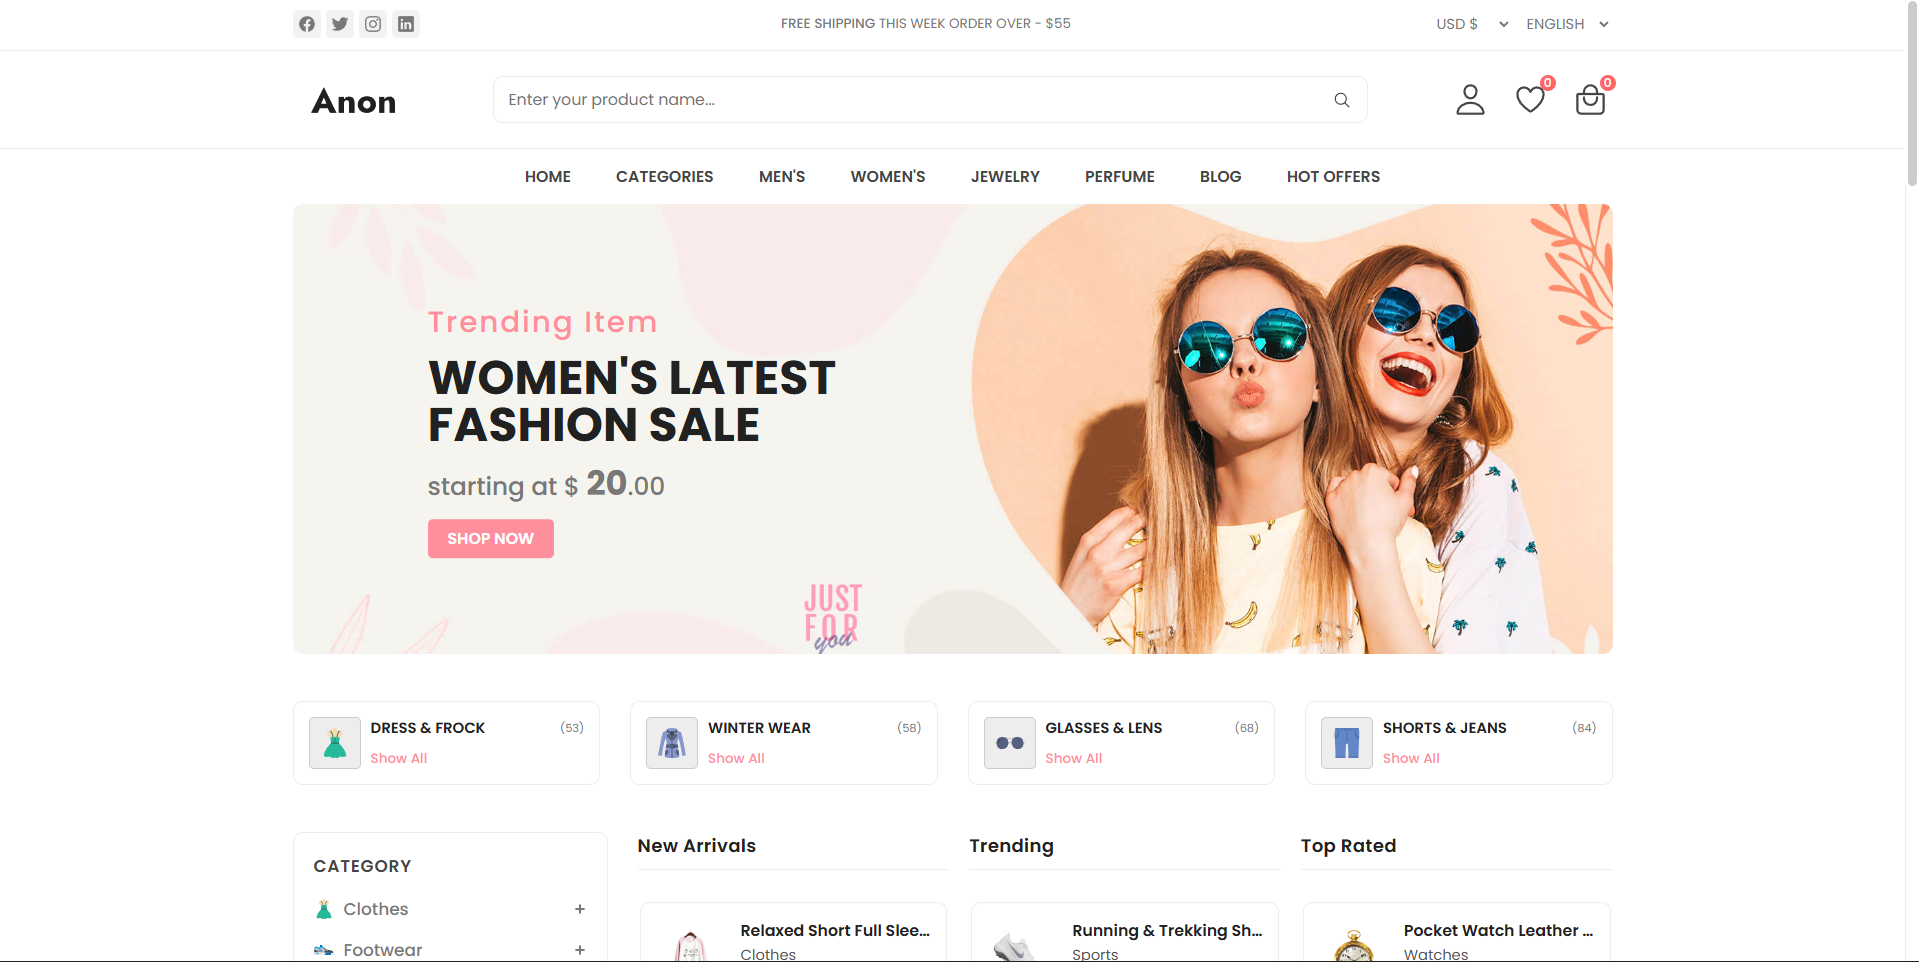 FREE SHIPPING THIS WEEK ORDER OVER - $55
USD $
ENGLISH
Anon
Enter your product name...
0
0
HOME
CATEGORIES
MEN'S
WOMEN'S
JEWELRY
PERFUME
BLOG
HOT OFFERS
Trending Item
WOMEN'S LATEST
FASHION SALE
starting at $ 20.00
SHOP NOW
JUST
FOR
you
DRESS & FROCK
(53)
Show All
WINTER WEAR
(58)
Show All
GLASSES & LENS
(68)
Show All
SHORTS & JEANS
(84)
Show All
CATEGORY
Clothes
+
Footwear
+
New Arrivals
Relaxed Short Full Slee...
Clothes
Trending
Running & Trekking Sh...
Sports
Top Rated
Pocket Watch Leather ...
Watches